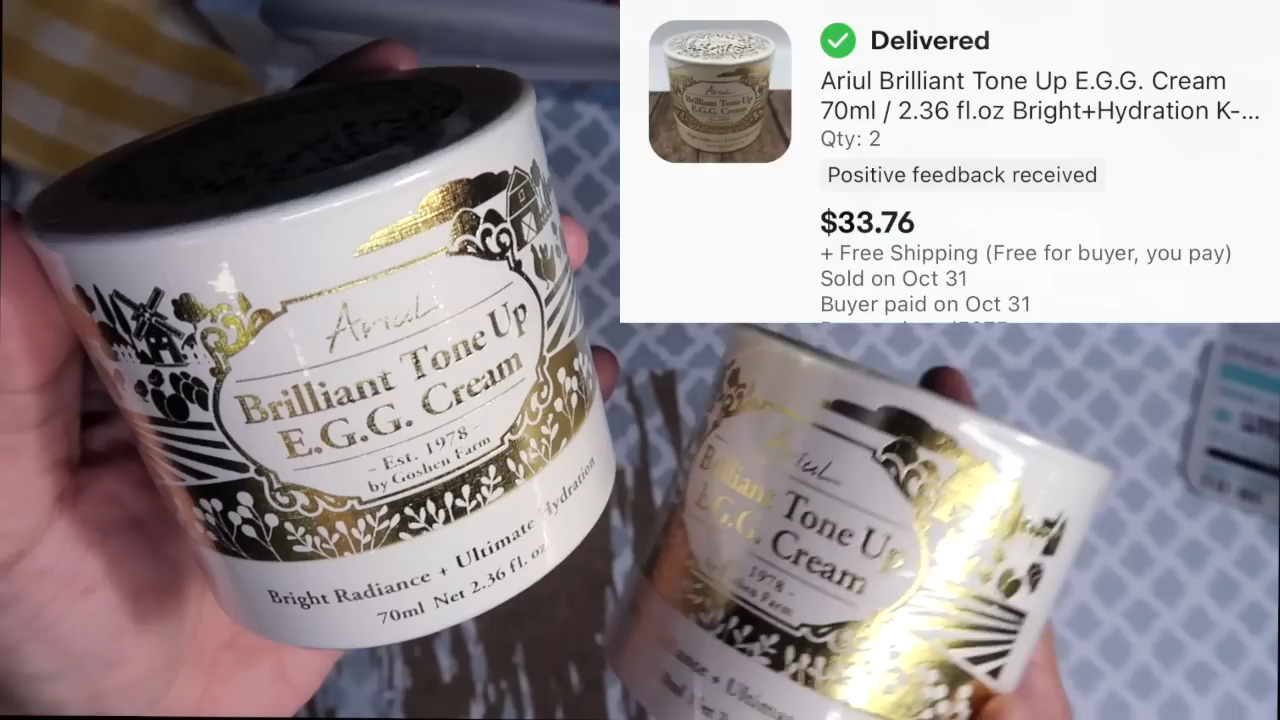 Delivered
Ariul Brilliant Tone Up E.G.G. Cream
70ml / 2.36 fl.oz Bright+Hydration K-...
Qty: 2
Positive feedback received
$33.76
+ Free Shipping (Free for buyer, you pay)
Sold on Oct 31
Buyer paid on Oct 31
Ariul
Brilliant Tone Up
E.G.G. Cream
- Est. 1978 -
by Goshen Farm
Bright Radiance + Ultimate Hydration
70ml Net 2.36 fl. oz
Ariul
Brilliant Tone Up
E.G.G. Cream
1978 -
Farm